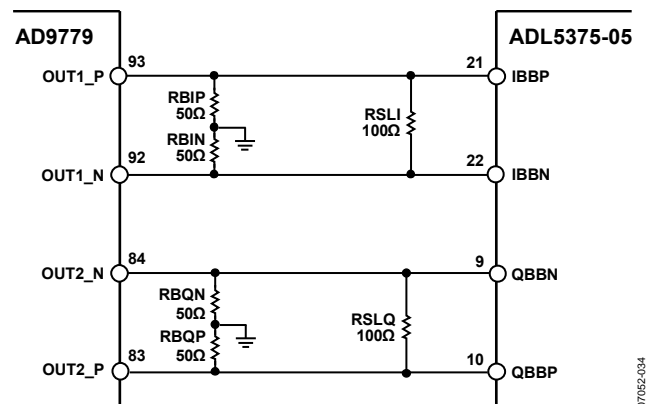 AD9779
ADL5375-05
93
21
OUT1_P
IBBP
RBIP
50Ω
RBIN
50Ω
RSLI
100Ω
92
22
OUT1_N
IBBN
84
9
OUT2_N
QBBN
RBQN
50Ω
RBQP
50Ω
RSLQ
100Ω
83
10
OUT2_P
QBBP
07052-034